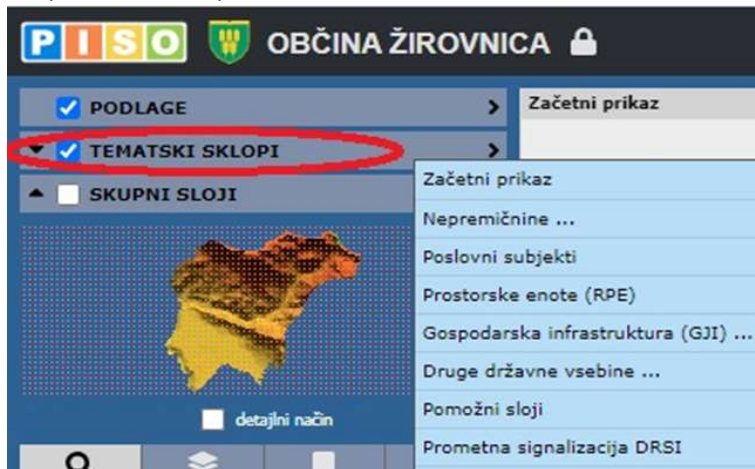 PISO OBČINA ŽIROVNICA
PODLAGE
TEMATSKI SKLOPI
SKUPNI SLOJI
detajlni način
Začetni prikaz
Začetni prikaz
Nepremičnine ...
Poslovni subjekti
Prostorske enote (RPE)
Gospodarska infrastruktura (GJI) ...
Druge državne vsebine ...
Pomožni sloji
Prometna signalizacija DRSI